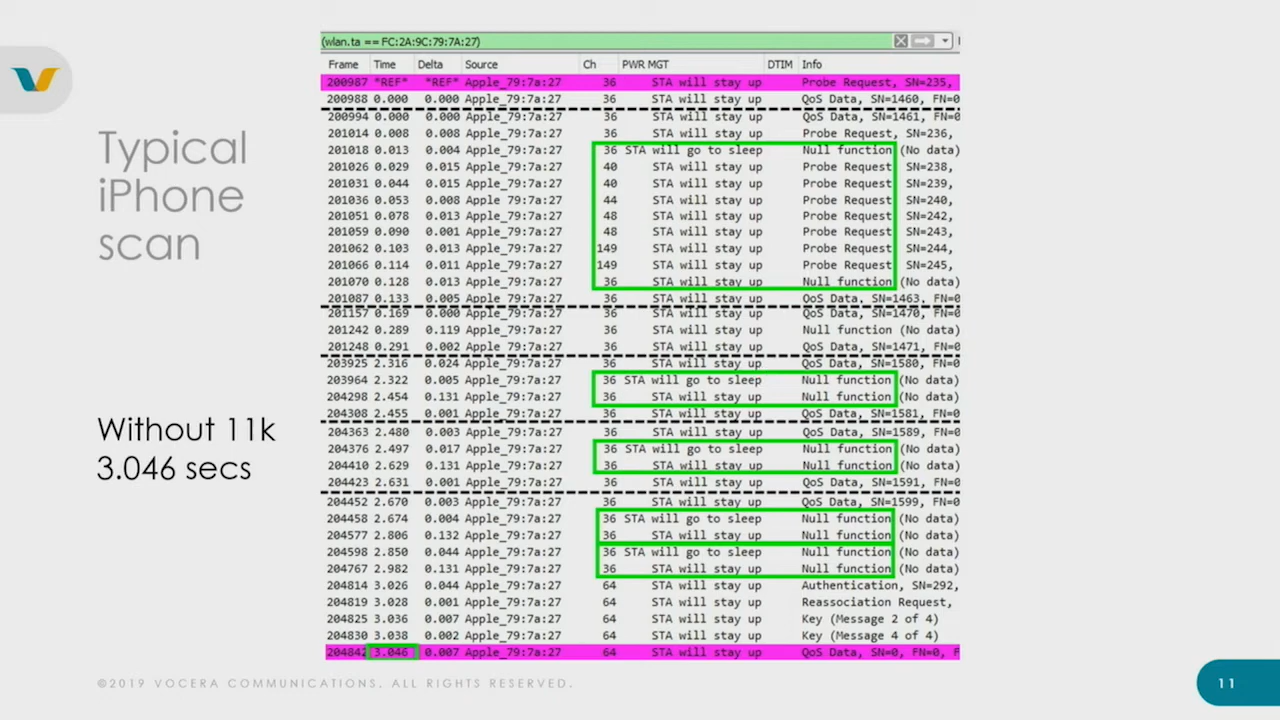 (wlan.ta == FC:2A:9C:79:7A:27)
Frame Time Delta Source Ch PWR MGT DTIM Info
200987 *REF* *REF* Apple_79:7a:27 36 STA will stay up Probe Request, SN=235,
200988 0.000 0.000 Apple_79:7a:27 36 STA will stay up QoS Data, SN=1460, FN=0
200994 0.000 0.000 Apple_79:7a:27 36 STA will stay up QoS Data, SN=1461, FN=0
201014 0.008 0.008 Apple_79:7a:27 36 STA will stay up Probe Request, SN=236,
201018 0.013 0.004 Apple_79:7a:27 36 STA will go to sleep Null function (No data)
201026 0.029 0.015 Apple_79:7a:27 40 STA will stay up Probe Request SN=238,
201031 0.044 0.015 Apple_79:7a:27 40 STA will stay up Probe Request SN=239,
201036 0.053 0.008 Apple_79:7a:27 44 STA will stay up Probe Request SN=240,
201051 0.078 0.013 Apple_79:7a:27 48 STA will stay up Probe Request SN=242,
201059 0.090 0.001 Apple_79:7a:27 48 STA will stay up Probe Request SN=243,
201062 0.103 0.013 Apple_79:7a:27 149 STA will stay up Probe Request SN=244,
201066 0.114 0.011 Apple_79:7a:27 149 STA will stay up Probe Request SN=245,
201070 0.128 0.013 Apple_79:7a:27 36 STA will stay up Null function (No data)
201087 0.133 0.005 Apple_79:7a:27 36 STA will stay up QoS Data, SN=1463, FN=0
201157 0.169 0.000 Apple_79:7a:27 36 STA will stay up QoS Data, SN=1470, FN=0
201242 0.289 0.119 Apple_79:7a:27 36 STA will stay up Null function (No data)
201248 0.291 0.002 Apple_79:7a:27 36 STA will stay up QoS Data, SN=1471, FN=0
203925 2.316 0.024 Apple_79:7a:27 36 STA will stay up QoS Data, SN=1580, FN=0
203964 2.322 0.005 Apple_79:7a:27 36 STA will go to sleep Null function (No data)
204298 2.454 0.131 Apple_79:7a:27 36 STA will stay up Null function (No data)
204308 2.455 0.001 Apple_79:7a:27 36 STA will stay up QoS Data, SN=1581, FN=0
204363 2.480 0.003 Apple_79:7a:27 36 STA will stay up QoS Data, SN=1589, FN=0
204376 2.497 0.017 Apple_79:7a:27 36 STA will go to sleep Null function (No data)
204410 2.629 0.131 Apple_79:7a:27 36 STA will stay up Null function (No data)
204423 2.631 0.001 Apple_79:7a:27 36 STA will stay up QoS Data, SN=1591, FN=0
204452 2.670 0.003 Apple_79:7a:27 36 STA will stay up QoS Data, SN=1599, FN=0
204458 2.674 0.004 Apple_79:7a:27 36 STA will go to sleep Null function (No data)
204577 2.806 0.132 Apple_79:7a:27 36 STA will stay up Null function (No data)
204598 2.850 0.044 Apple_79:7a:27 36 STA will go to sleep Null function (No data)
204767 2.982 0.131 Apple_79:7a:27 36 STA will stay up Null function (No data)
204814 3.026 0.044 Apple_79:7a:27 64 STA will stay up Authentication, SN=292,
204819 3.028 0.001 Apple_79:7a:27 64 STA will stay up Reassociation Request,
204825 3.036 0.007 Apple_79:7a:27 64 STA will stay up Key (Message 2 of 4)
204830 3.038 0.002 Apple_79:7a:27 64 STA will stay up Key (Message 4 of 4)
204842 3.046 0.007 Apple_79:7a:27 64 STA will stay up QoS Data, SN=0, FN=0, F
Typical
iPhone
scan
Without 11k
3.046 secs
©2019 VOCERA COMMUNICATIONS. ALL RIGHTS RESERVED.
11